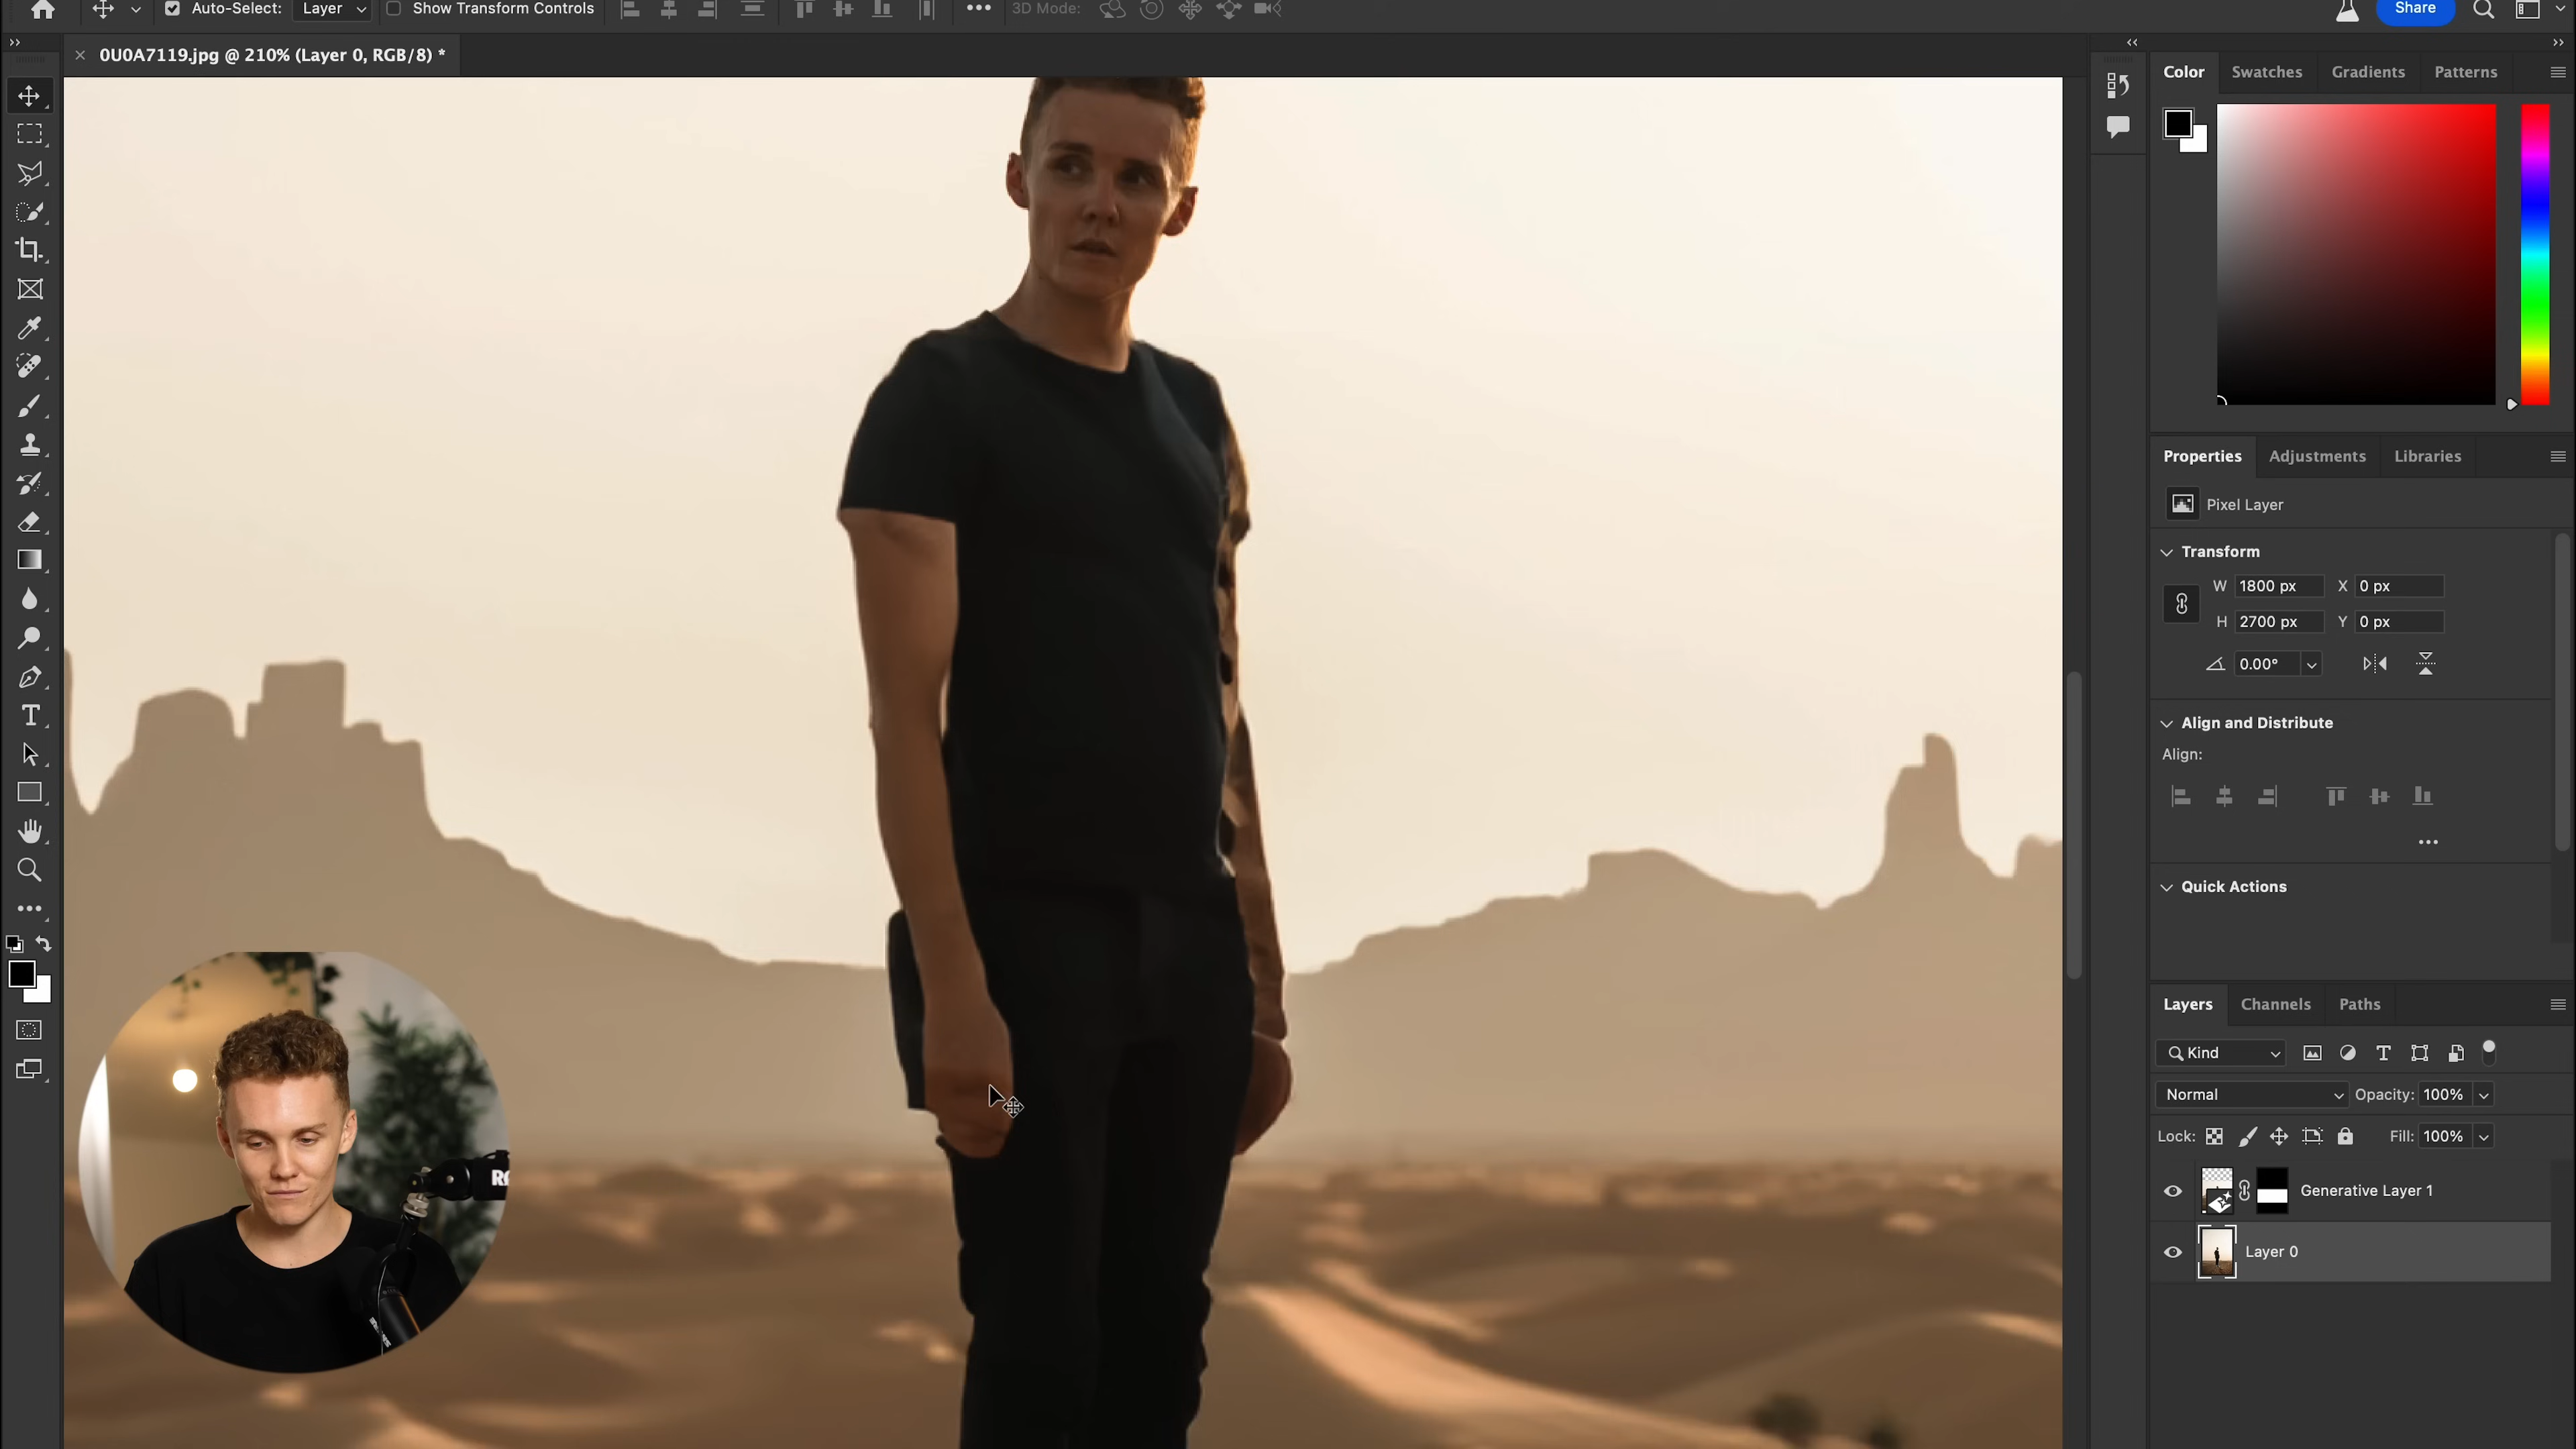 Auto-Select: Layer Show Transform Controls 3D Mode: Share
0U0A7119.jpg @ 210% (Layer 0, RGB/8) *
Color Swatches Gradients Patterns
Properties Adjustments Libraries
Pixel Layer
Transform
W 1800 px X 0 px
H 2700 px Y 0 px
0.00°
Align and Distribute
Align:
Quick Actions
Layers Channels Paths
Kind
Normal Opacity: 100%
Lock: Fill: 100%
Generative Layer 1
Layer 0